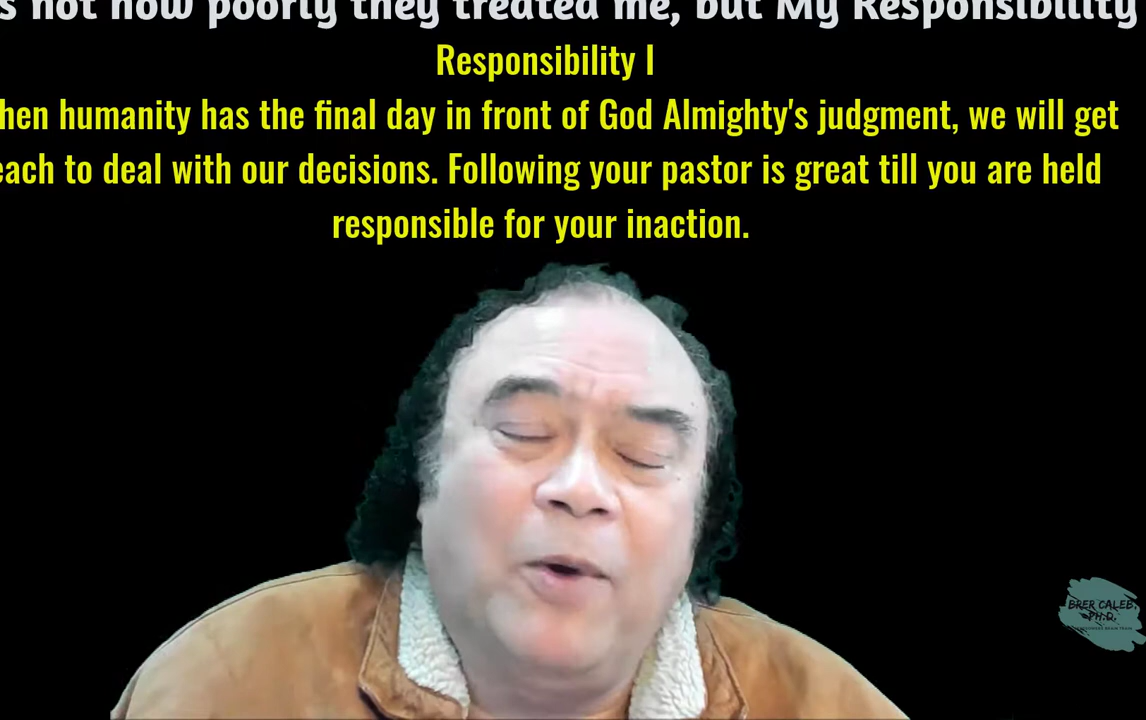 s not how poorly they treated me, but My Responsibility
Responsibility I
hen humanity has the final day in front of God Almighty's judgment, we will get
each to deal with our decisions. Following your pastor is great till you are held
responsible for your inaction.
BRER CALEB,
PH.D.